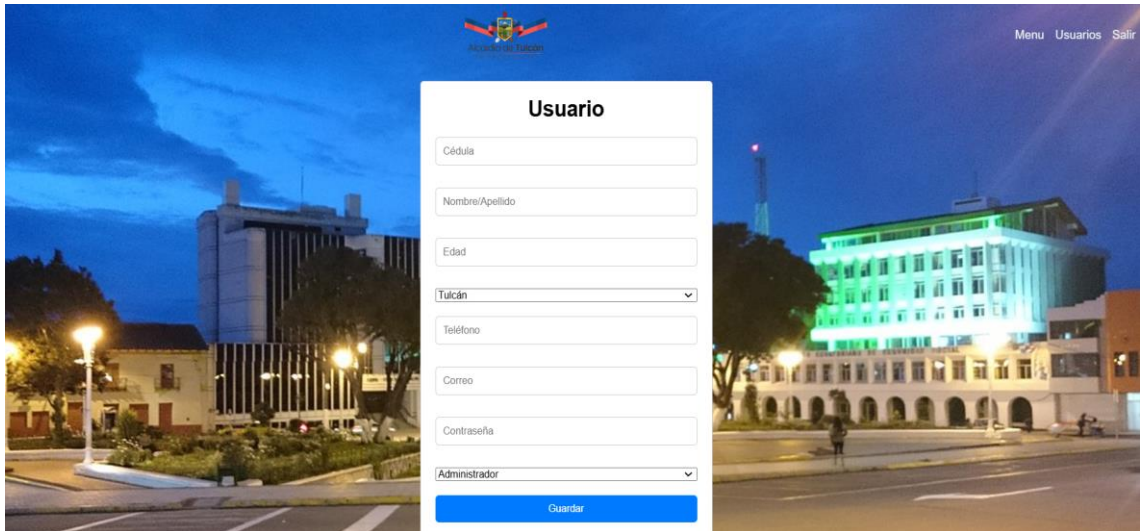 Alcaldía de Tulcán
Menu Usuarios Salir
Usuario
Cédula
Nombre/Apellido
Edad
Tulcán
Teléfono
Correo
Contraseña
Administrador
Guardar